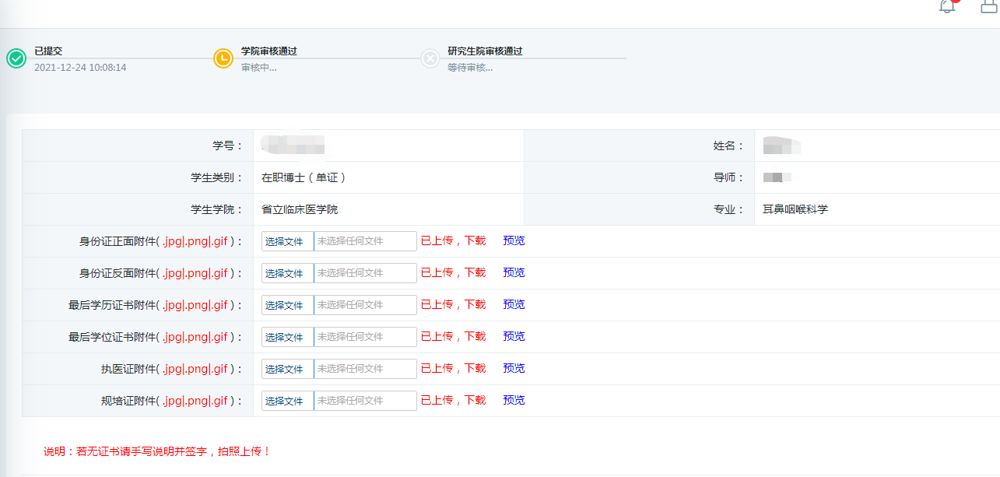 已提交
2021-12-24 10:08:14
学院审核通过
审核中...
研究生院审核通过
等待审核...
学号： 姓名：
学生类别： 在职博士（单证） 导师：
学生学院： 省立临床医学院 专业： 耳鼻咽喉科学
身份证正面附件( .jpg|.png|.gif )： 选择文件 未选择任何文件 已上传，下载 预览
身份证反面附件( .jpg|.png|.gif )： 选择文件 未选择任何文件 已上传，下载 预览
最后学历证书附件( .jpg|.png|.gif )： 选择文件 未选择任何文件 已上传，下载 预览
最后学位证书附件( .jpg|.png|.gif )： 选择文件 未选择任何文件 已上传，下载 预览
执医证附件( .jpg|.png|.gif )： 选择文件 未选择任何文件 已上传，下载 预览
规培证附件( .jpg|.png|.gif )： 选择文件 未选择任何文件 已上传，下载 预览
说明：若无证书请手写说明并签字，拍照上传！